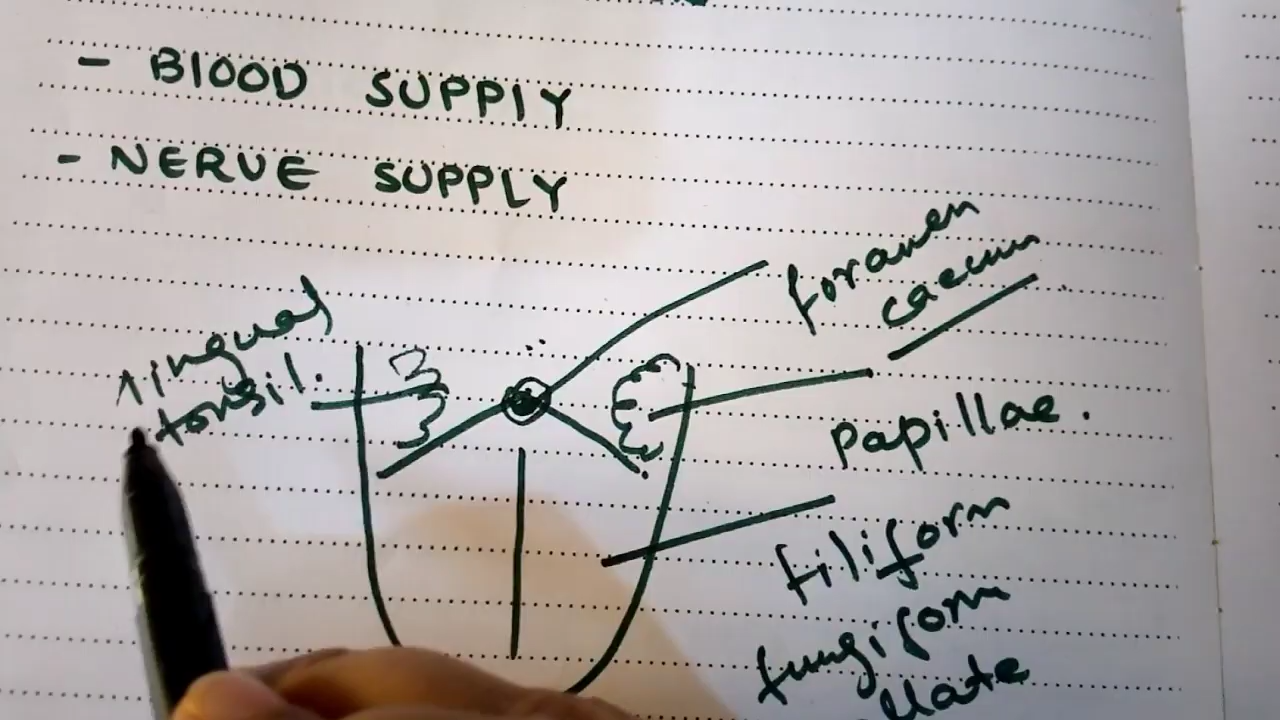 - BlOOD SUPPlY
- NERVE SUPPLY
foramen
caecum
lingual
tonsil.
Papillae.
filiform
fungiform